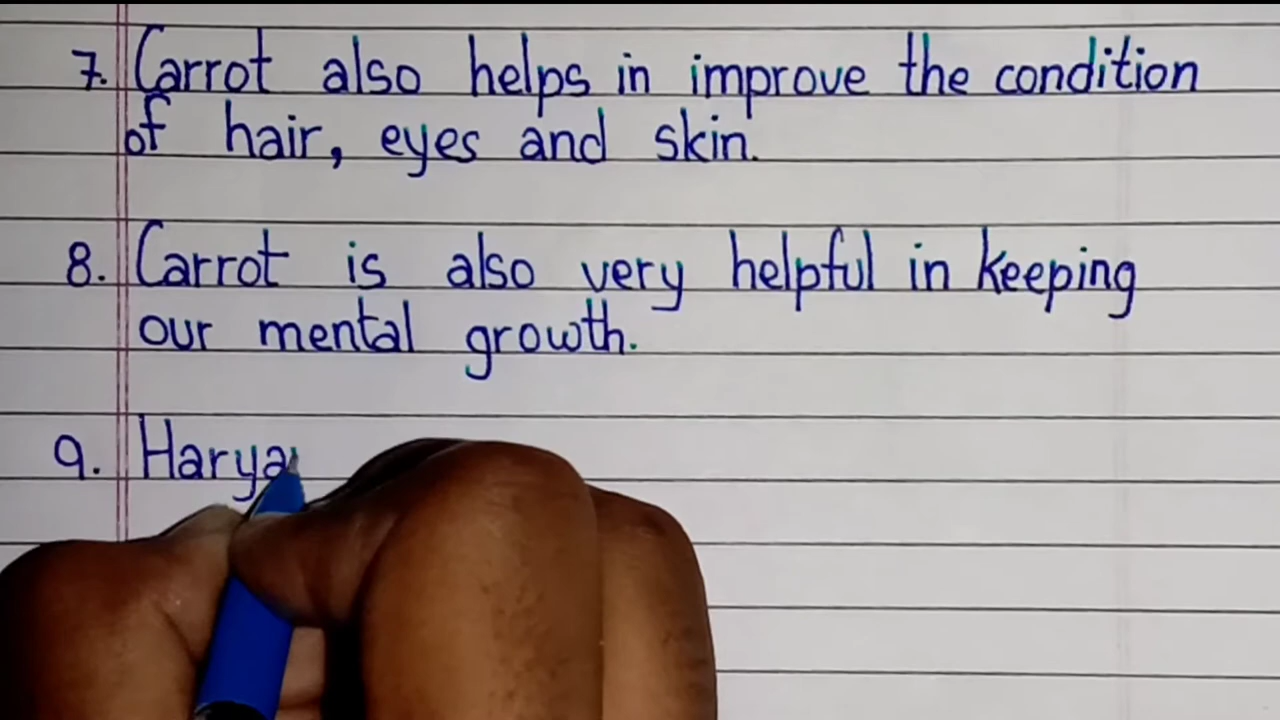 7. Carrot also helps in improve the condition
of hair, eyes and skin.
8. Carrot is also very helpful in keeping
our mental growth.
9. Harya